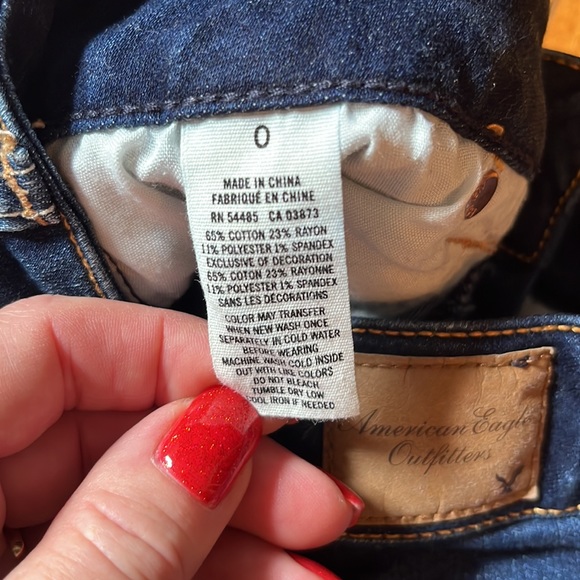 0
MADE IN CHINA
FABRIQUÉ EN CHINE
RN 54485 CA 03873
65% COTTON 23% RAYON
11% POLYESTER 1% SPANDEX
EXCLUSIVE OF DECORATION
65% COTON 23% RAYONNE
11% POLYESTER 1% SPANDEX
SANS LES DÉCORATIONS
COLOR MAY TRANSFER
WHEN NEW WASH ONCE
SEPARATELY IN COLD WATER
BEFORE WEARING
MACHINE WASH COLD INSIDE
OUT WITH LIKE COLORS
DO NOT BLEACH
TUMBLE DRY LOW
COOL IRON IF NEEDED
American Eagle
Outfitters